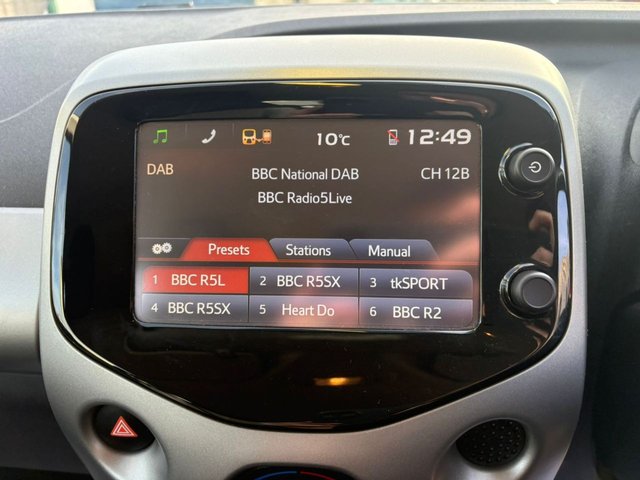 10°C 12:49
DAB BBC National DAB CH 12B
BBC Radio5Live
Presets Stations Manual
1 BBC R5L 2 BBC R5SX 3 tkSPORT
4 BBC R5SX 5 Heart Do 6 BBC R2